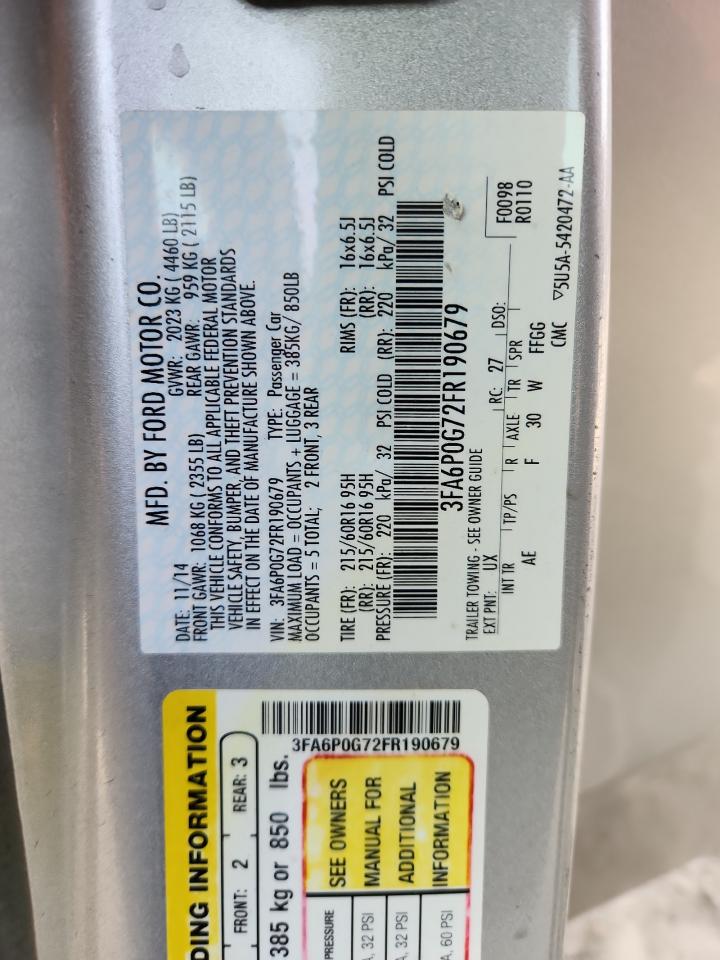 MFD. BY FORD MOTOR CO.
DATE: 11/14 GVWR: 2023 KG ( 4460 LB)
FRONT GAWR: 1068 KG ( 2355 LB) REAR GAWR: 959 KG ( 2115 LB)
THIS VEHICLE CONFORMS TO ALL APPLICABLE FEDERAL MOTOR
VEHICLE SAFETY, BUMPER, AND THEFT PREVENTION STANDARDS
IN EFFECT ON THE DATE OF MANUFACTURE SHOWN ABOVE.
VIN: 3FA6P0G72FR190679 TYPE: Passenger Car
MAXIMUM LOAD = OCCUPANTS + LUGGAGE = 385KG/ 850LB
OCCUPANTS = 5 TOTAL; 2 FRONT, 3 REAR
TIRE (FR): 215/60R16 95H RIMS (FR): 16x6.5J
(RR): 215/60R16 95H (RR): 16x6.5J
PRESSURE (FR): 220 kPa/ 32 PSI COLD (RR): 220 kPa/ 32 PSI COLD
3FA6P0G72FR190679
TRAILER TOWING - SEE OWNER GUIDE F0098
EXT PNT: UX RC: 27 DSO: R0110
INT TR TP/PS R AXLE TR SPR
AE F 30 W FFGG
CMC ▽5U5A-5420472-AA
DING INFORMATION
FRONT: 2 REAR: 3
385 kg or 850 lbs.
3FA6P0G72FR190679
PRESSURE SEE OWNERS
A, 32 PSI MANUAL FOR
A, 32 PSI ADDITIONAL
A, 60 PSI INFORMATION